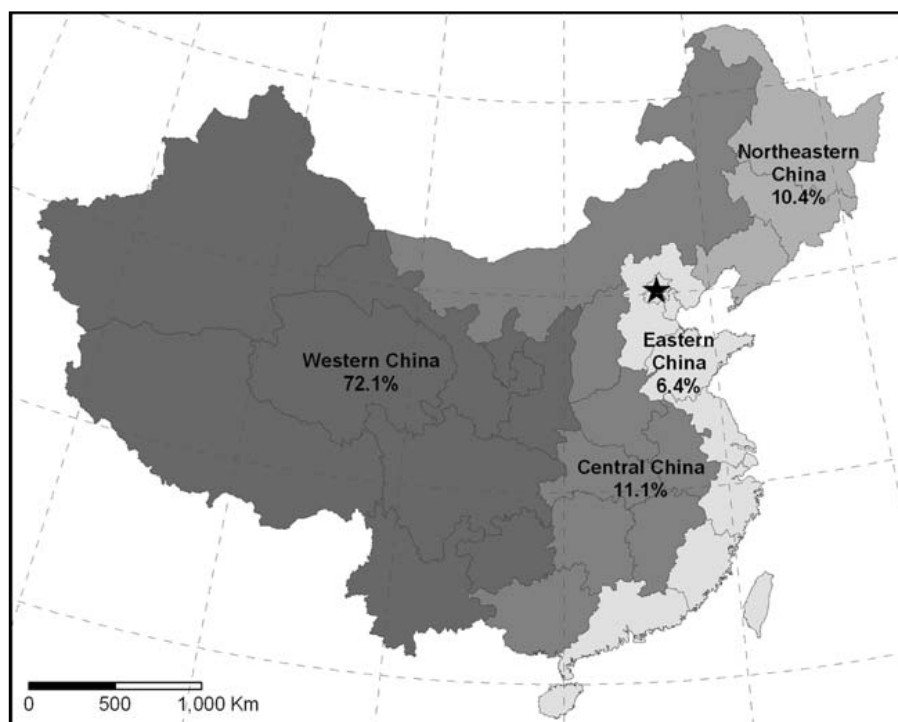 Northeastern
China
10.4%
Eastern
China
6.4%
Western China
72.1%
Central China
11.1%
0 500 1,000 Km